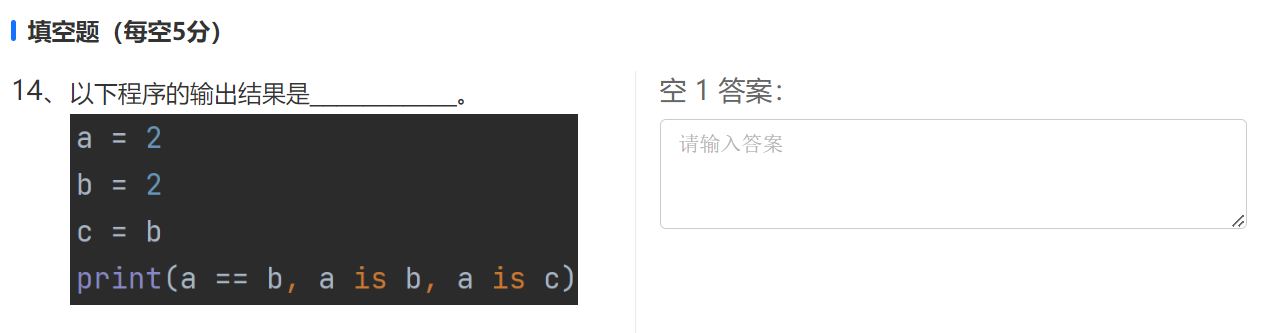 填空题（每空5分）
14、以下程序的输出结果是____________。
a = 2
b = 2
c = b
print(a == b, a is b, a is c)
空 1 答案：
请输入答案